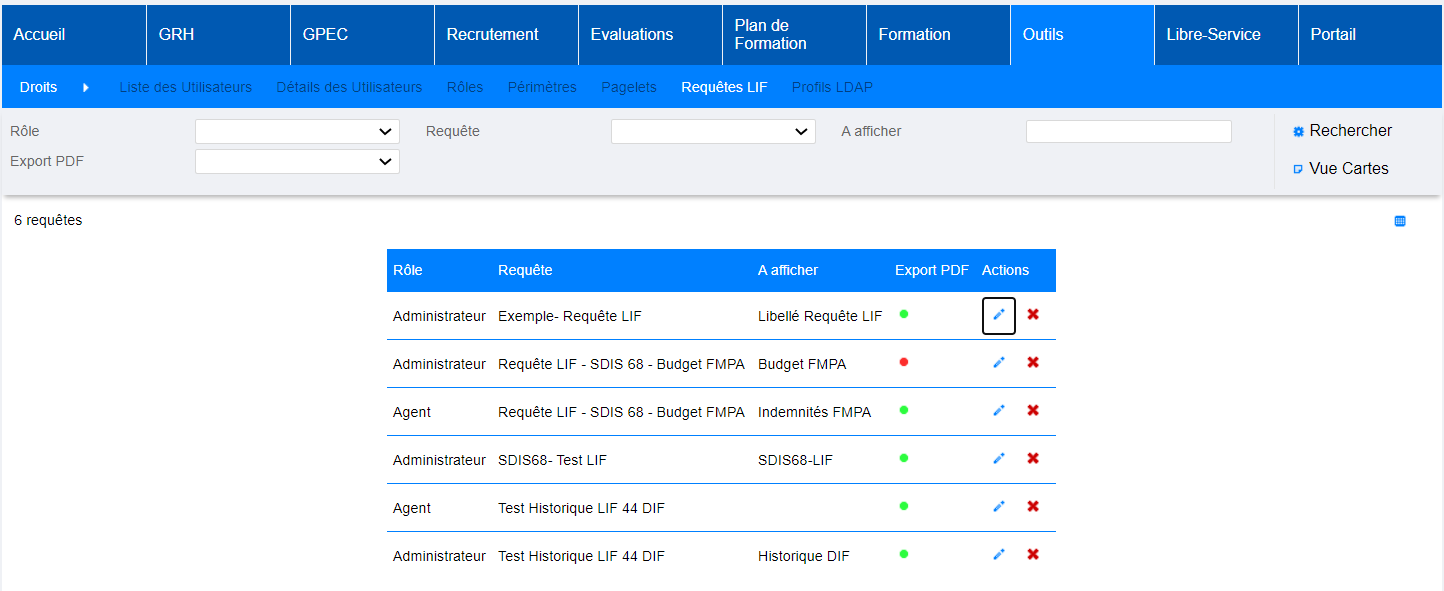 Accueil GRH GPEC Recrutement Evaluations Plan de Formation Formation Outils Libre-Service Portail
Droits Liste des Utilisateurs Détails des Utilisateurs Rôles Périmètres Pagelets Requêtes LIF Profils LDAP
Rôle Requête A afficher Rechercher
Export PDF Vue Cartes
6 requêtes
Rôle Requête A afficher Export PDF Actions
Administrateur Exemple- Requête LIF Libellé Requête LIF
Administrateur Requête LIF - SDIS 68 - Budget FMPA Budget FMPA
Agent Requête LIF - SDIS 68 - Budget FMPA Indemnités FMPA
Administrateur SDIS68- Test LIF SDIS68-LIF
Agent Test Historique LIF 44 DIF
Administrateur Test Historique LIF 44 DIF Historique DIF